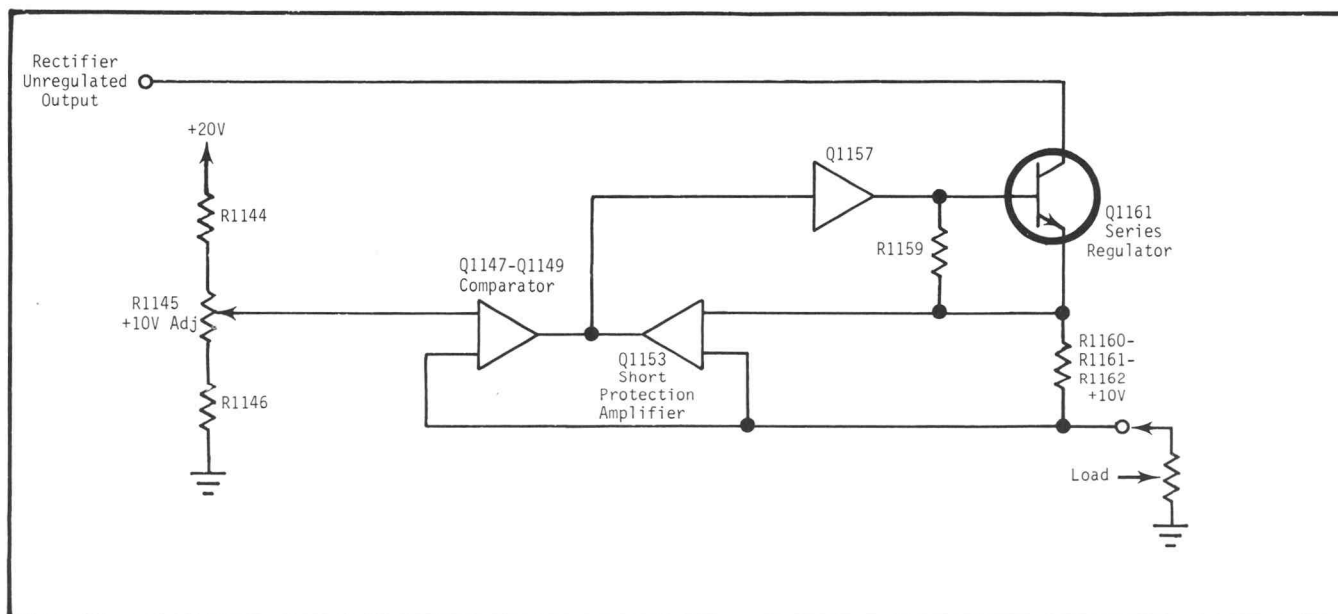 Rectifier
Unregulated
Output
+20V
R1144
R1145
+10V Adj
R1146
Q1147-Q1149
Comparator
Q1153
Short
Protection
Amplifier
Q1157
R1159
Q1161
Series
Regulator
R1160-
R1161-
R1162
+10V
Load